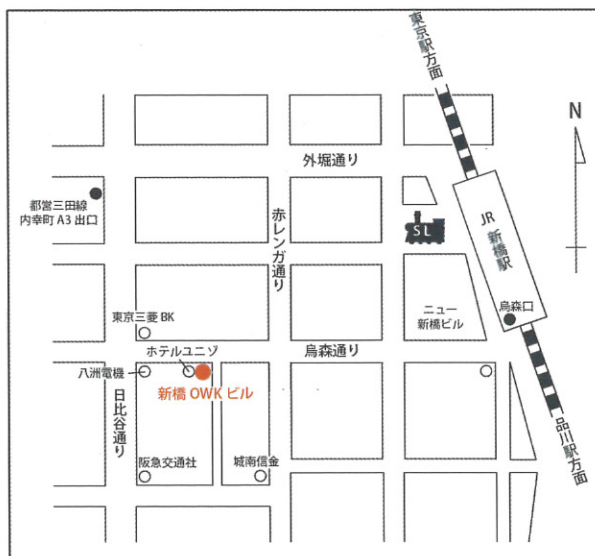 東京駅方面
N
外堀通り
都営三田線
内幸町 A3 出口
赤レンガ通り
SL
JR 新橋駅
ニュー
新橋ビル
烏森口
東京三菱 BK
ホテルユニゾ
烏森通り
八洲電機
新橋 OWK ビル
日比谷通り
品川駅方面
阪急交通社
城南信金